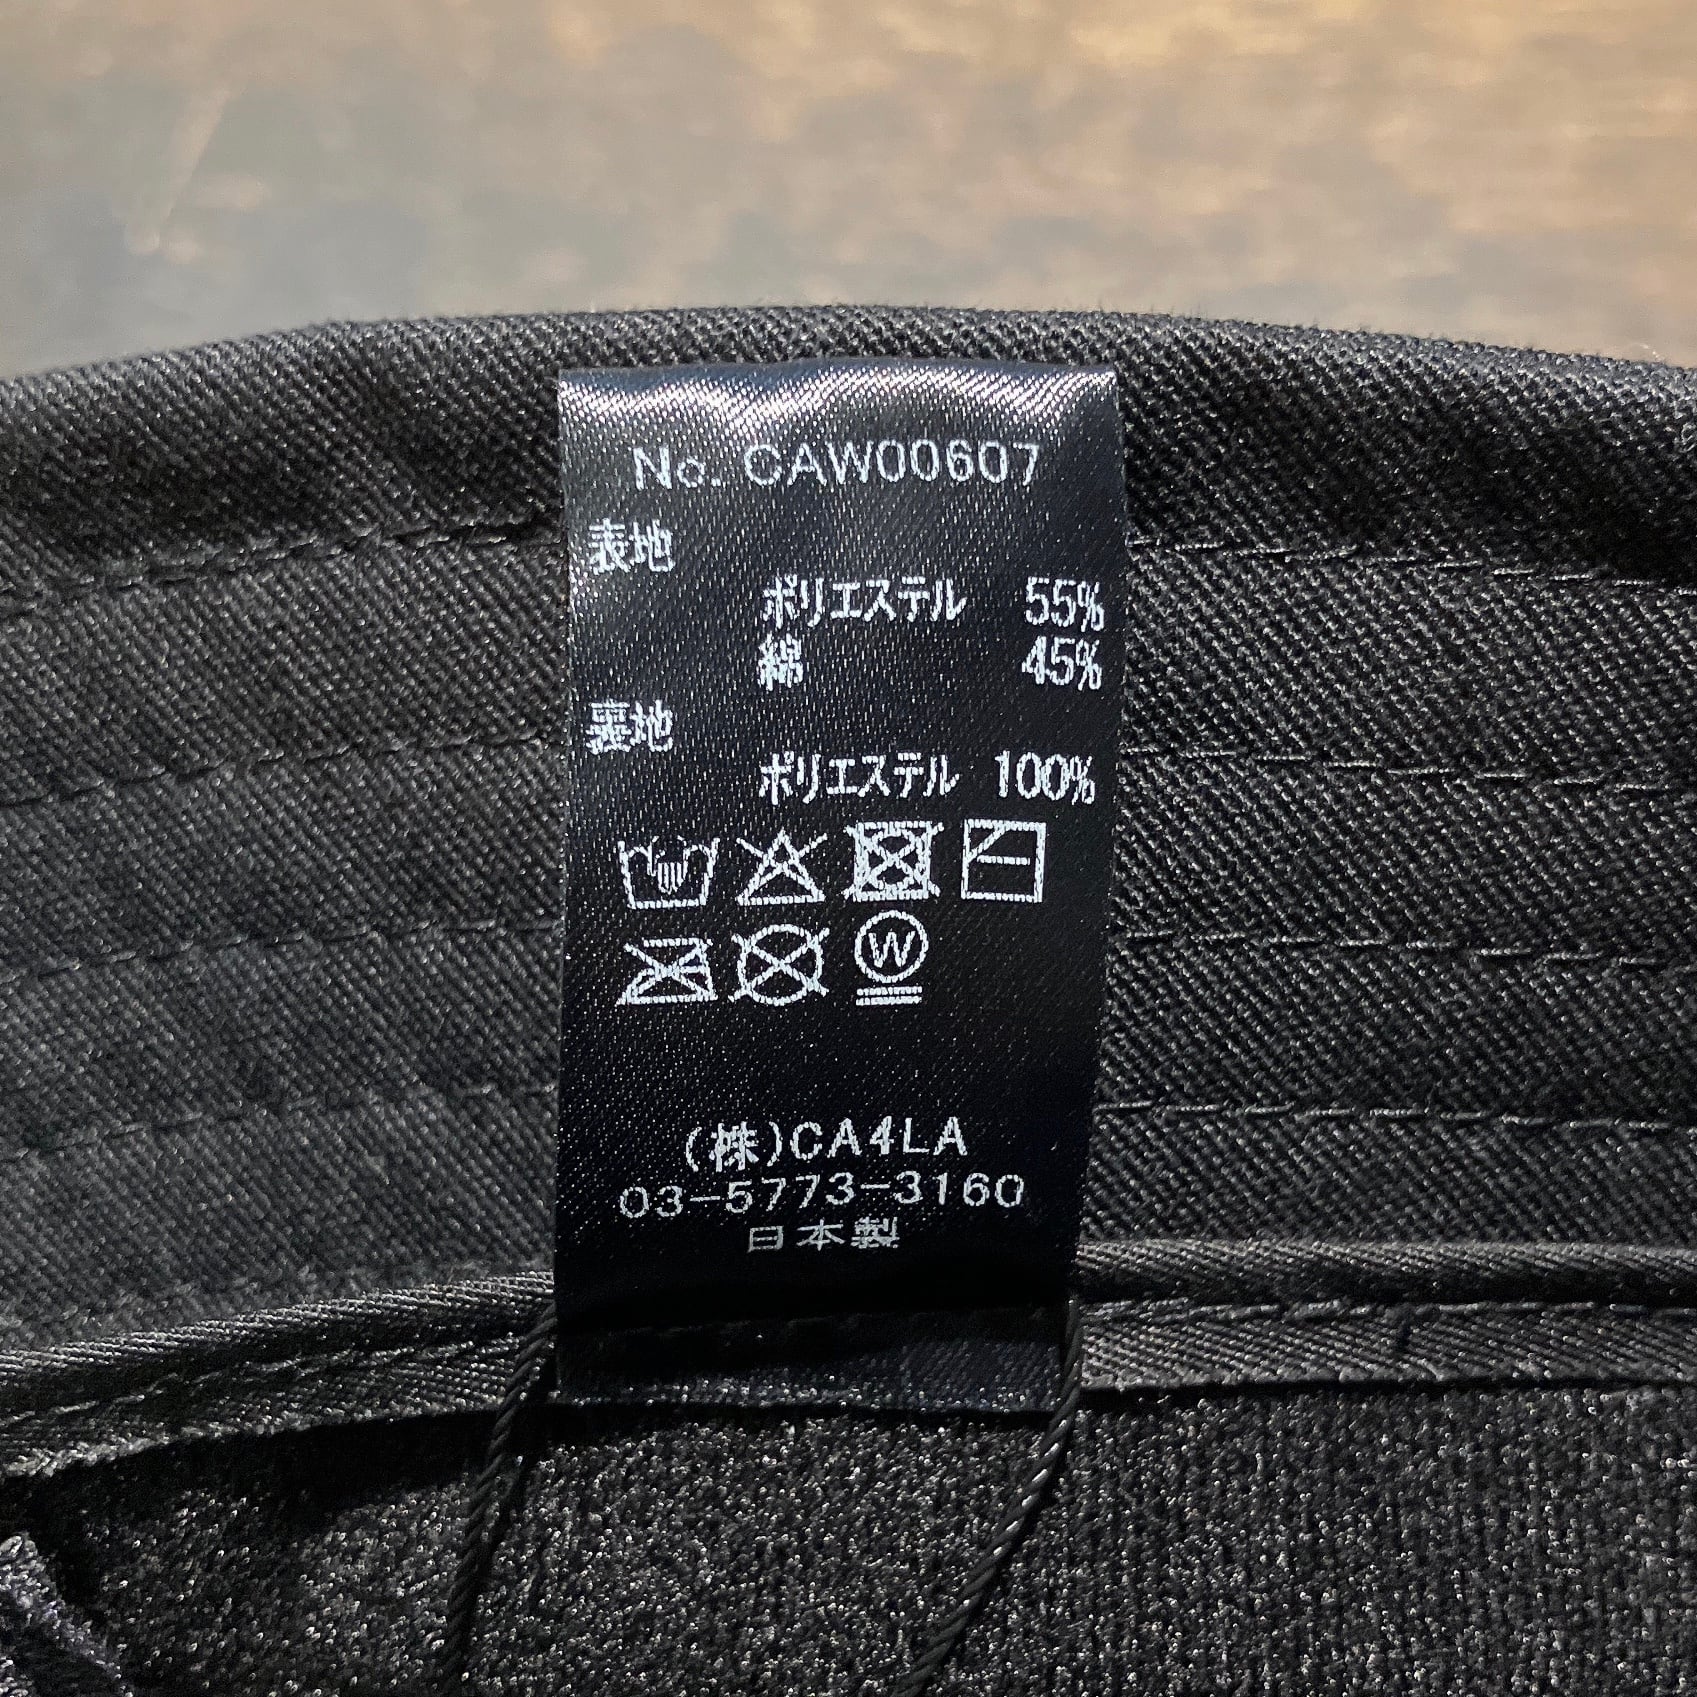 No. CAW00607
表地
ポリエステル 55%
綿 45%
裏地
ポリエステル 100%
W
(株)CA4LA
03-5773-3160
日本製